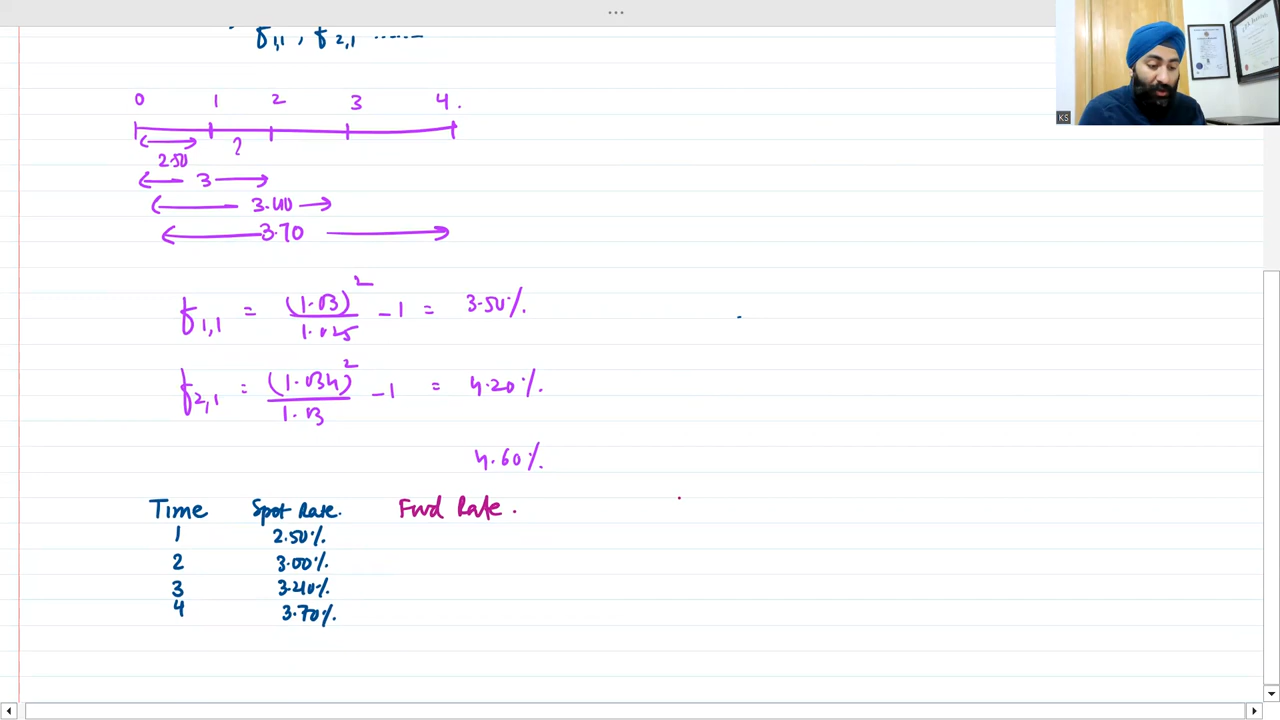 f1,1 , f2,1 ........
0 1 2 3 4 .
2.50 ?
3
3.40
3.70
f1,1 = (1.03)^2 / 1.025 - 1 = 3.50%.
f2,1 = (1.034)^2 / 1.03 - 1 = 4.20%.
4.60%.
Time Spot Rate. Fwd Rate.
1 2.50%.
2 3.00%.
3 3.40%.
4 3.70%.
KS